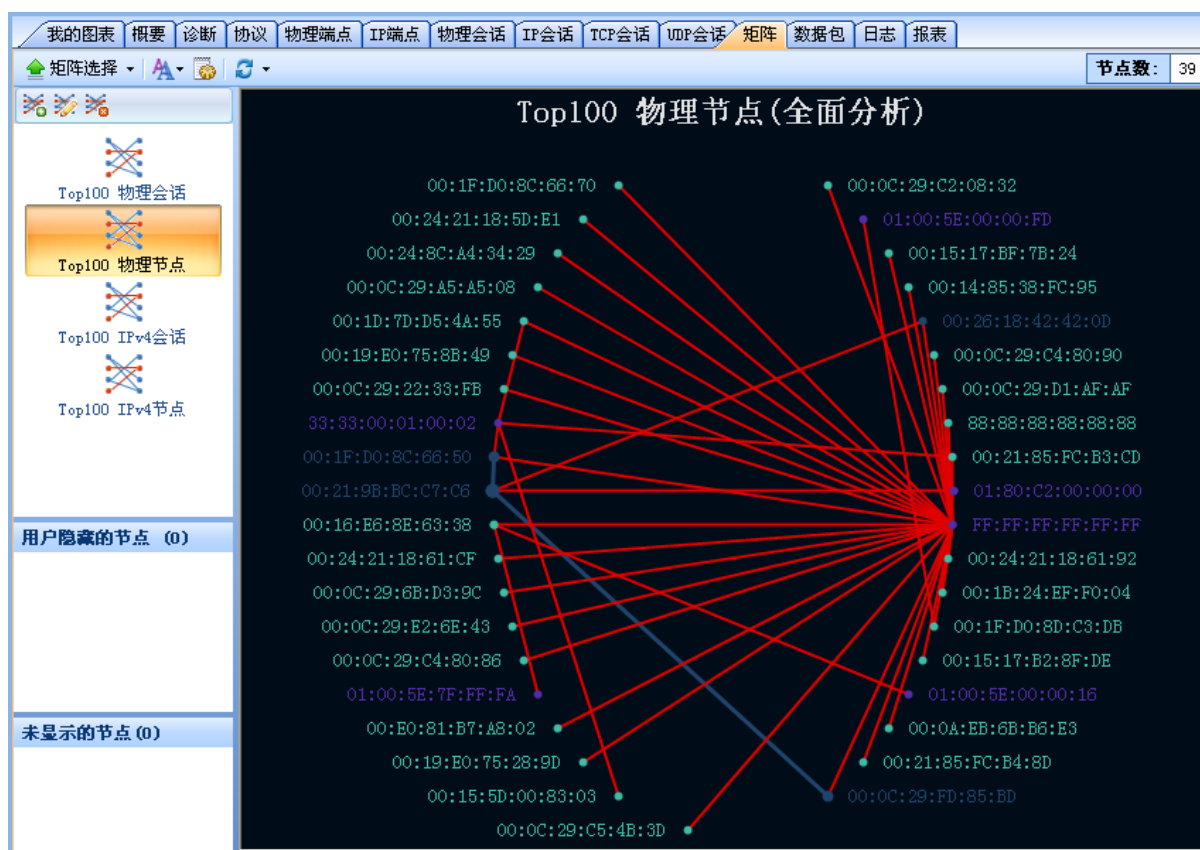 我的图表 概要 诊断 协议 物理端点 IP端点 物理会话 IP会话 TCP会话 UDP会话 矩阵 数据包 日志 报表
矩阵选择 节点数: 39
Top100 物理会话
Top100 物理节点
Top100 IPv4会话
Top100 IPv4节点
用户隐藏的节点 (0)
未显示的节点(0)
Top100 物理节点(全面分析)
00:1F:D0:8C:66:70 00:0C:29:C2:08:32
00:24:21:18:5D:E1 01:00:5E:00:00:FD
00:24:8C:A4:34:29 00:15:17:BF:7B:24
00:0C:29:A5:A5:08 00:14:85:38:FC:95
00:1D:7D:D5:4A:55 00:26:18:42:42:0D
00:19:E0:75:8B:49 00:0C:29:C4:80:90
00:0C:29:22:33:FB 00:0C:29:D1:AF:AF
33:33:00:01:00:02 88:88:88:88:88:88
00:1F:D0:8C:66:50 00:21:85:FC:B3:CD
00:21:9B:BC:C7:C6 01:80:C2:00:00:00
00:16:E6:8E:63:38 FF:FF:FF:FF:FF:FF
00:24:21:18:61:CF 00:24:21:18:61:92
00:0C:29:6B:D3:9C 00:1B:24:EF:F0:04
00:0C:29:E2:6E:43 00:1F:D0:8D:C3:DB
00:0C:29:C4:80:86 00:15:17:B2:8F:DE
01:00:5E:7F:FF:FA 01:00:5E:00:00:16
00:E0:81:B7:A8:02 00:0A:EB:6B:B6:E3
00:19:E0:75:28:9D 00:21:85:FC:B4:8D
00:15:5D:00:83:03 00:0C:29:FD:85:BD
00:0C:29:C5:4B:3D